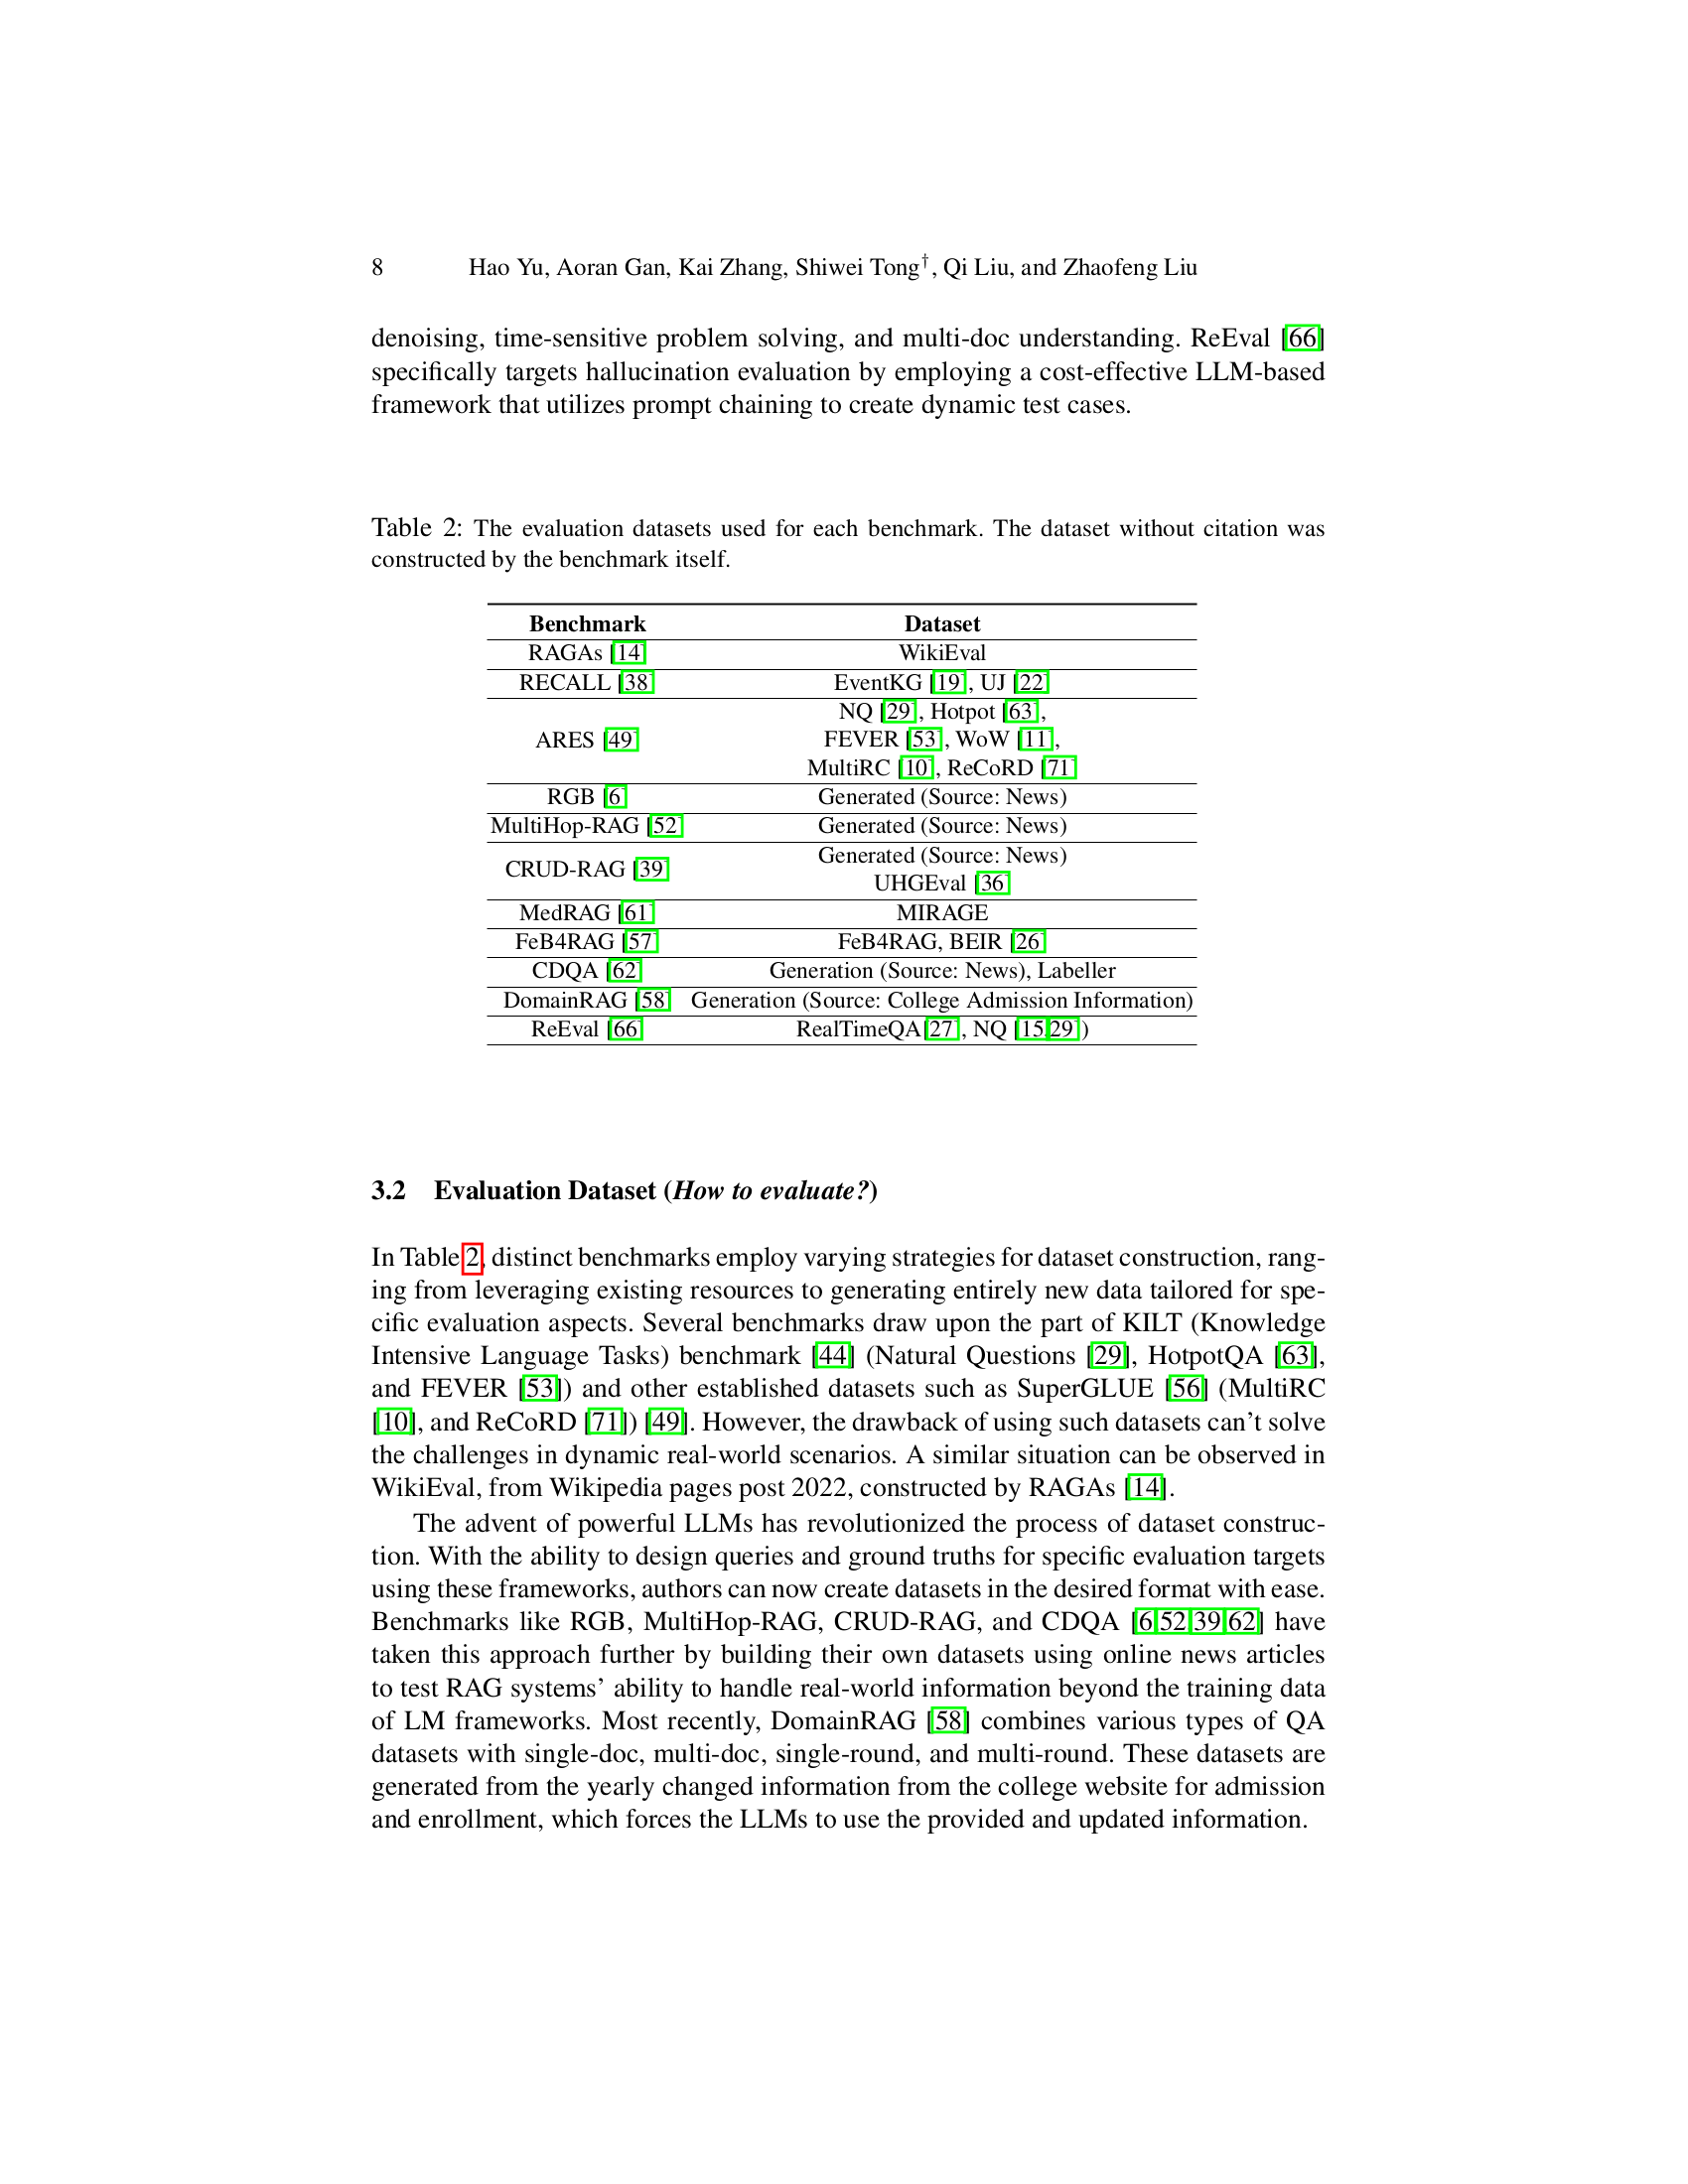 8 Hao Yu, Aoran Gan, Kai Zhang, Shiwei Tong†, Qi Liu, and Zhaofeng Liu
denoising, time-sensitive problem solving, and multi-doc understanding. ReEval [66]
specifically targets hallucination evaluation by employing a cost-effective LLM-based
framework that utilizes prompt chaining to create dynamic test cases.
Table 2: The evaluation datasets used for each benchmark. The dataset without citation was
constructed by the benchmark itself.
Benchmark Dataset
RAGAs [14] WikiEval
RECALL [38] EventKG [19], UJ [22]
ARES [49] NQ [29], Hotpot [63],
FEVER [53], WoW [11],
MultiRC [10], ReCoRD [71]
RGB [6] Generated (Source: News)
MultiHop-RAG [52] Generated (Source: News)
CRUD-RAG [39] Generated (Source: News)
UHGEval [36]
MedRAG [61] MIRAGE
FeB4RAG [57] FeB4RAG, BEIR [26]
CDQA [62] Generation (Source: News), Labeller
DomainRAG [58] Generation (Source: College Admission Information)
ReEval [66] RealTimeQA[27], NQ [15,29])
3.2 Evaluation Dataset (How to evaluate?)
In Table 2, distinct benchmarks employ varying strategies for dataset construction, rang-
ing from leveraging existing resources to generating entirely new data tailored for spe-
cific evaluation aspects. Several benchmarks draw upon the part of KILT (Knowledge
Intensive Language Tasks) benchmark [44] (Natural Questions [29], HotpotQA [63],
and FEVER [53]) and other established datasets such as SuperGLUE [56] (MultiRC
[10], and ReCoRD [71]) [49]. However, the drawback of using such datasets can't solve
the challenges in dynamic real-world scenarios. A similar situation can be observed in
WikiEval, from Wikipedia pages post 2022, constructed by RAGAs [14].
The advent of powerful LLMs has revolutionized the process of dataset construc-
tion. With the ability to design queries and ground truths for specific evaluation targets
using these frameworks, authors can now create datasets in the desired format with ease.
Benchmarks like RGB, MultiHop-RAG, CRUD-RAG, and CDQA [6,52,39,62] have
taken this approach further by building their own datasets using online news articles
to test RAG systems' ability to handle real-world information beyond the training data
of LM frameworks. Most recently, DomainRAG [58] combines various types of QA
datasets with single-doc, multi-doc, single-round, and multi-round. These datasets are
generated from the yearly changed information from the college website for admission
and enrollment, which forces the LLMs to use the provided and updated information.